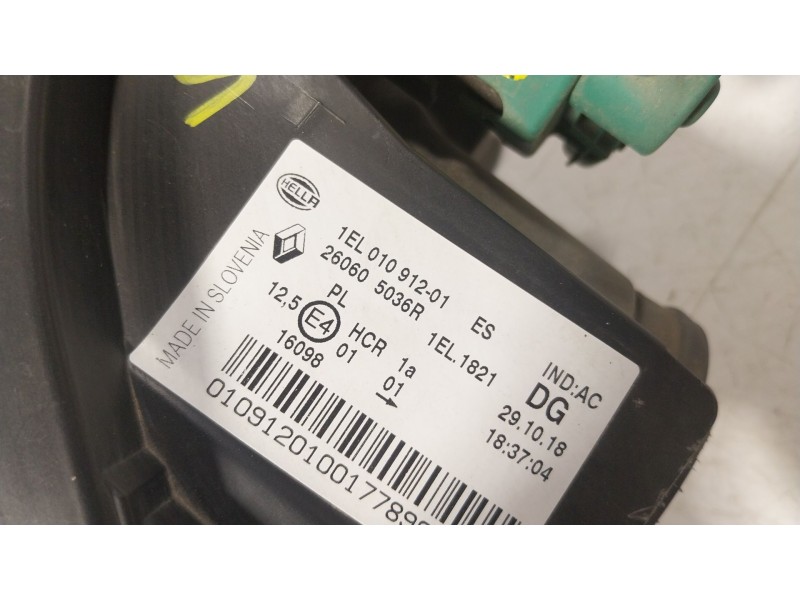 HELLA
1EL 010 912-01 ES
26060 5036R 1EL.1821
MADE IN SLOVENIA
PL
12,5 E4 HCR 1a IND:AC
16098 01 01 DG
29.10.18
18:37:04
010912010017789